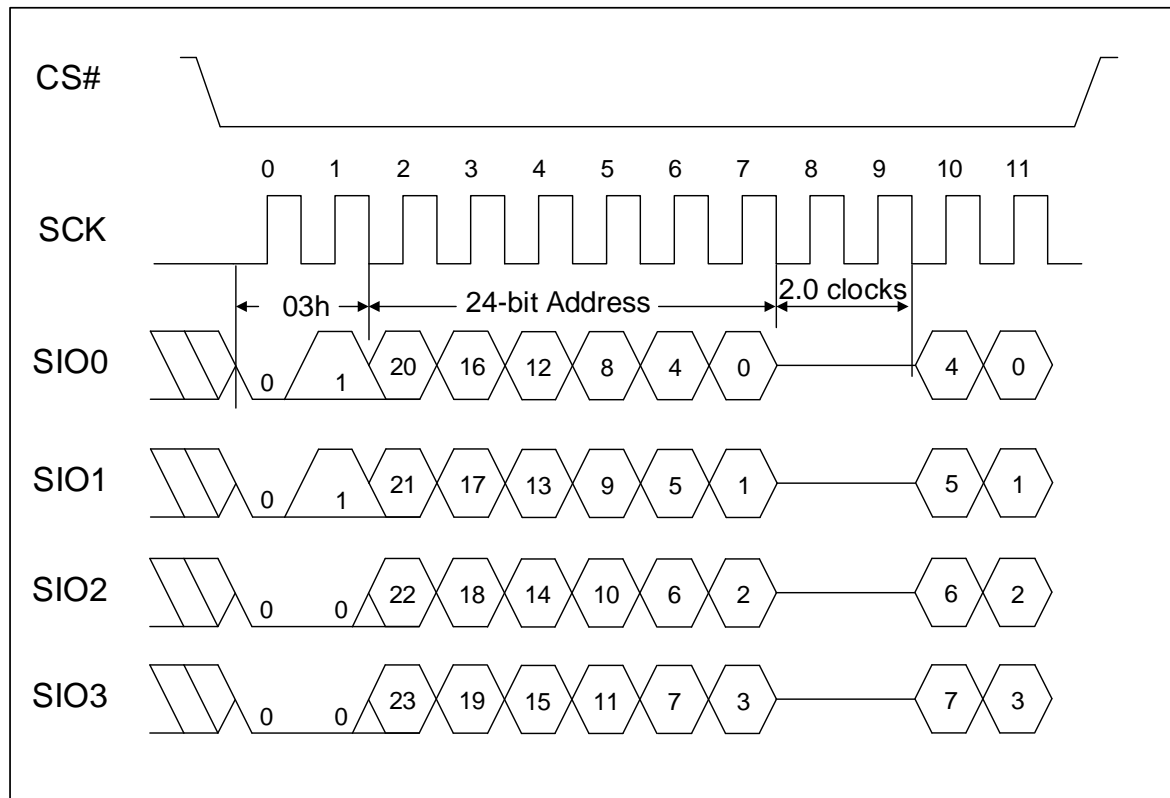 CS#
0 1 2 3 4 5 6 7 8 9 10 11
SCK
03h 24-bit Address 2.0 clocks
SIO0 0 1 20 16 12 8 4 0 4 0
SIO1 0 1 21 17 13 9 5 1 5 1
SIO2 0 0 22 18 14 10 6 2 6 2
SIO3 0 0 23 19 15 11 7 3 7 3